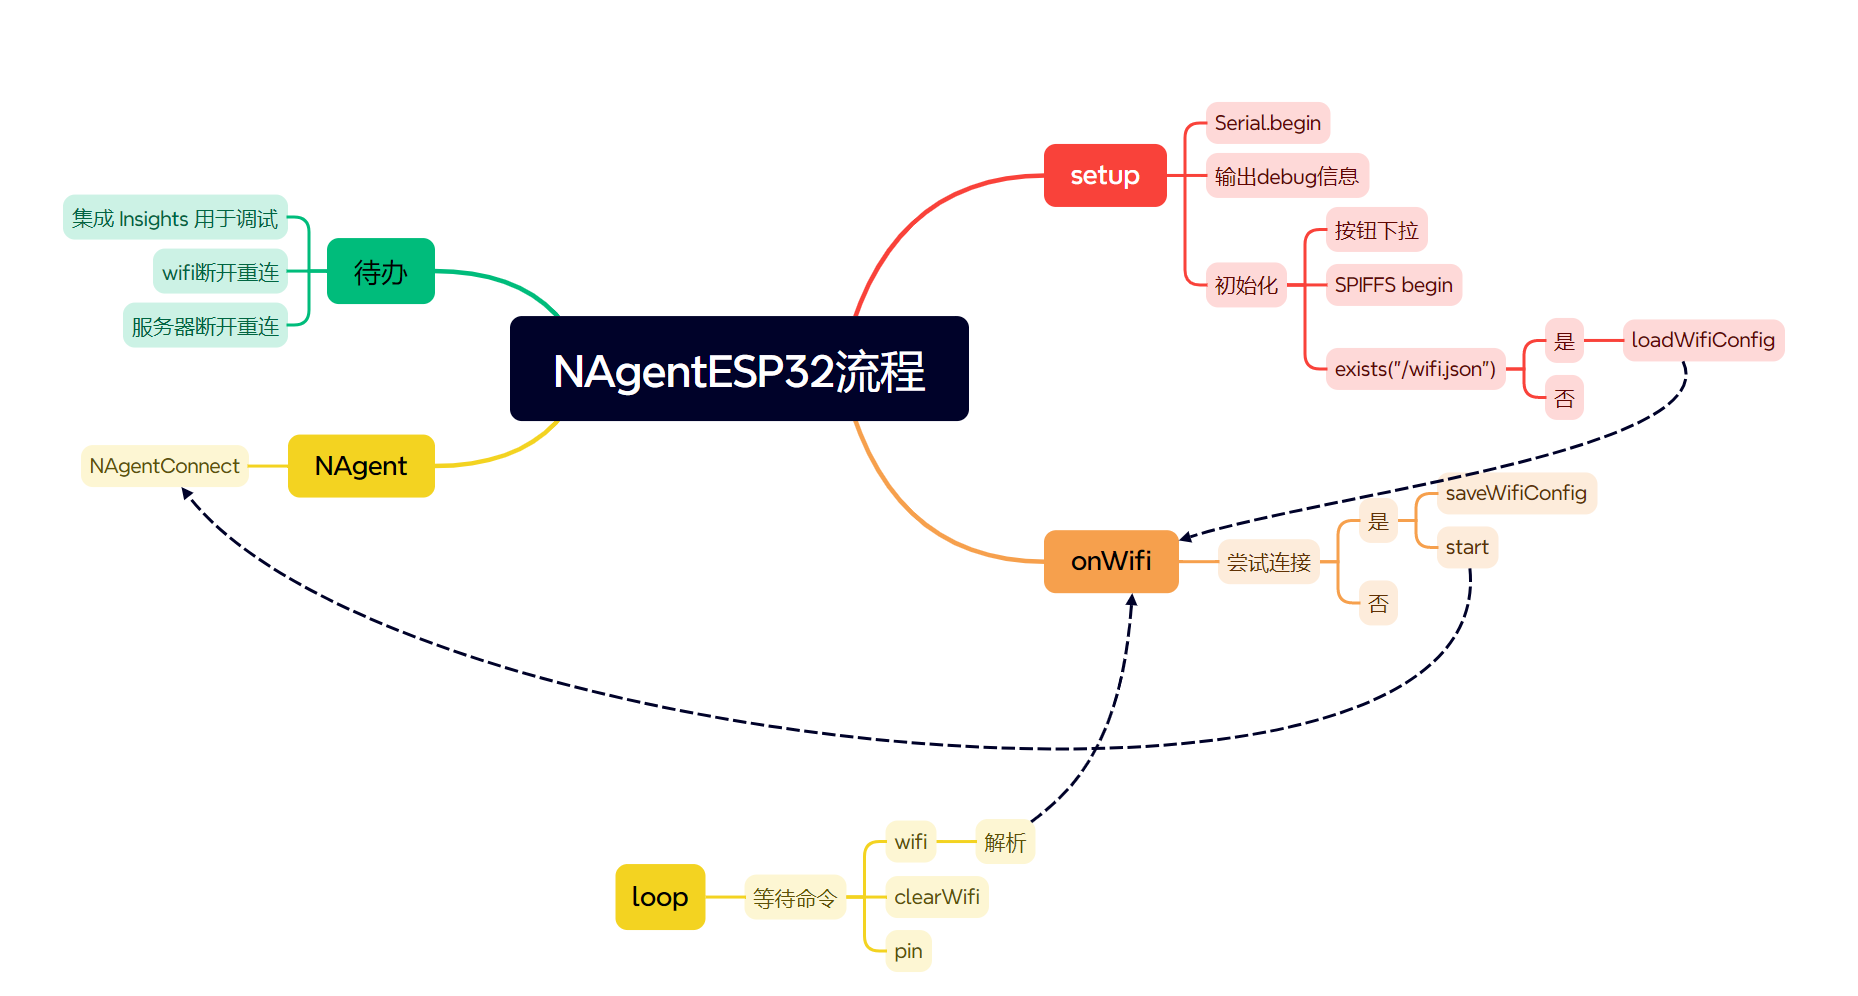 NAgentESP32流程
setup
Serial.begin
输出debug信息
初始化
按钮下拉
SPIFFS begin
exists("/wifi.json")
是
loadWifiConfig
否
onWifi
尝试连接
是
saveWifiConfig
start
否
待办
集成 Insights 用于调试
wifi断开重连
服务器断开重连
NAgent
NAgentConnect
loop
等待命令
wifi
解析
clearWifi
pin